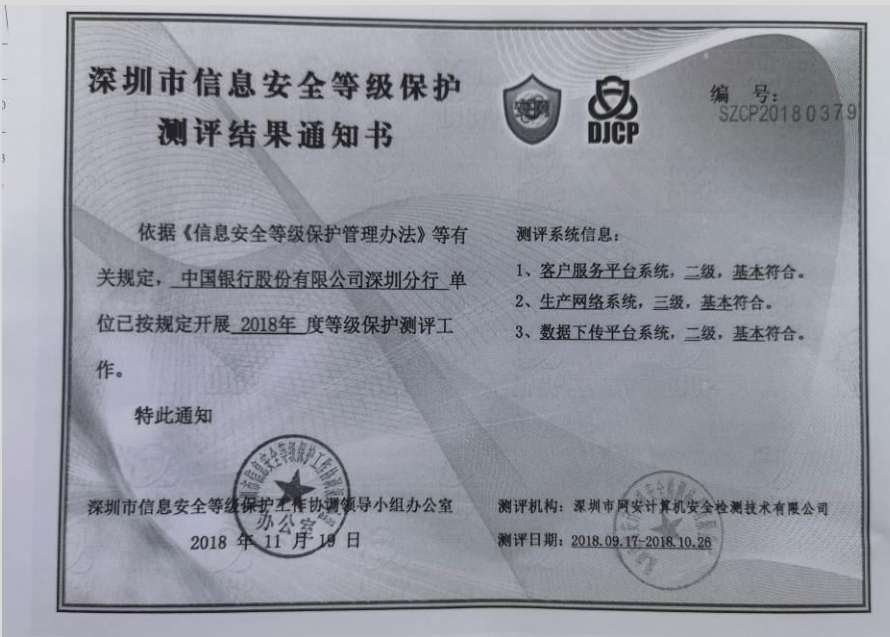 深圳市信息安全等级保护
测评结果通知书
安网
DJCP
编 号:
SZCP20180379
依据《信息安全等级保护管理办法》等有
关规定,中国银行股份有限公司深圳分行 单
位已按规定开展 2018年 度等级保护测评工
作。
特此通知
测评系统信息:
1、客户服务平台系统,二级,基本符合。
2、生产网络系统,三级,基本符合。
3、数据下传平台系统,二级,基本符合。
深圳市信息安全等级保护工作协调领导小组办公室
2018 年 11 月 19 日
办公室
测评机构:深圳市网安计算机安全检测技术有限公司
测评日期:2018.09.17-2018.10.26